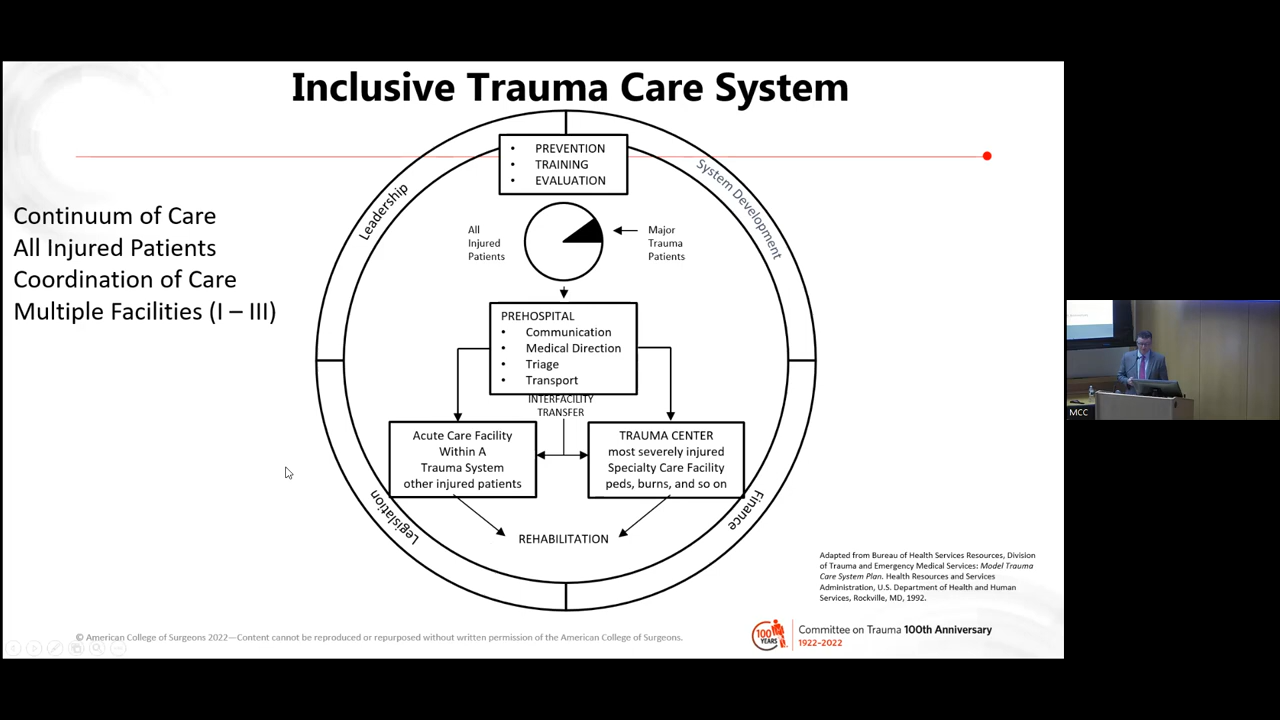 Inclusive Trauma Care System
• PREVENTION
• TRAINING
• EVALUATION
Leadership
System Development
Continuum of Care
All Injured Patients
Coordination of Care
Multiple Facilities (I – III)
All
Injured
Patients
Major
Trauma
Patients
PREHOSPITAL
• Communication
• Medical Direction
• Triage
• Transport
INTERFACILITY
TRANSFER
Acute Care Facility
Within A
Trauma System
other injured patients
TRAUMA CENTER
most severely injured
Specialty Care Facility
peds, burns, and so on
Legislation
Finance
REHABILITATION
Adapted from Bureau of Health Services Resources, Division
of Trauma and Emergency Medical Services: Model Trauma
Care System Plan. Health Resources and Services
Administration, U.S. Department of Health and Human
Services, Rockville, MD, 1992.
© American College of Surgeons 2022—Content cannot be reproduced or repurposed without written permission of the American College of Surgeons.
100
YEARS
Committee on Trauma 100th Anniversary
1922-2022
MCC